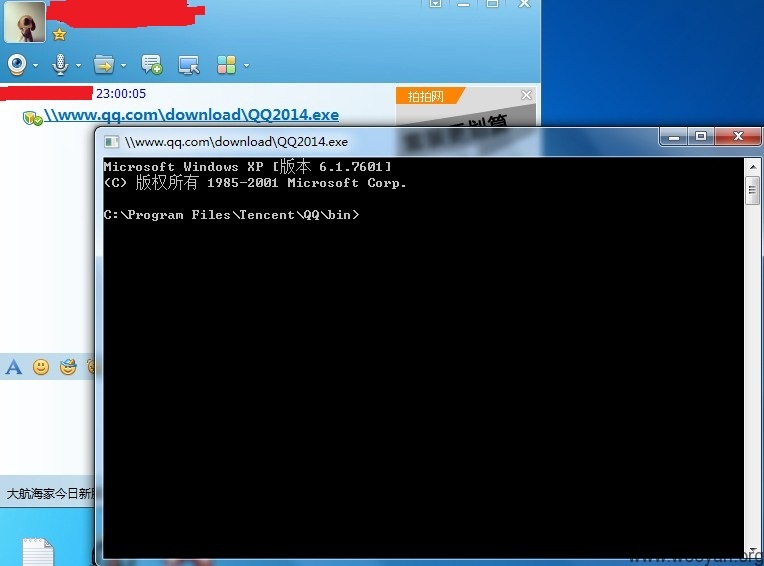 23:00:05
\\www.qq.com\download\QQ2014.exe
拍拍网
\\www.qq.com\download\QQ2014.exe
Microsoft Windows XP [版本 6.1.7601]
(C) 版权所有 1985-2001 Microsoft Corp.
C:\Program Files\Tencent\QQ\bin>
大航海家今日新
www.wooyun.org